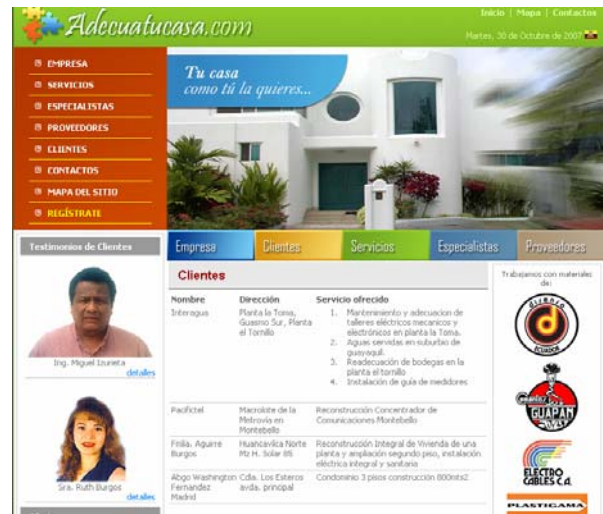 Adecuatucasa.com
Inicio | Mapa | Contactos
Martes, 30 de Octubre de 2007
EMPRESA
SERVICIOS
ESPECIALISTAS
PROVEEDORES
CLIENTES
CONTACTOS
MAPA DEL SITIO
REGÍSTRATE
Tu casa
como tú la quieres...
Testimonios de Clientes
Ing. Miguel Izurieta
detalles
Sra. Ruth Burgos
detalles
Empresa
Clientes
Servicios
Especialistas
Proveedores
Clientes
Nombre Dirección Servicio ofrecido
Interagua
Planta la Toma,
Guasmo Sur, Planta
el Tornillo
1. Mantenimiento y adecuacion de
talleres eléctricos mecanicos y
electrónicos en planta la Toma.
2. Aguas servidas en suburbio de
guayaquil.
3. Readecuación de bodegas en la
planta el tornillo
4. Instalación de guía de medidores
Pacifictel
Macrolote de la
Metrovia en
Montebello
Reconstrucción Concentrador de
Comunicaciones Montebello
Fmlia. Aguirre
Burgos
Huancavilca Norte
Mz H. Solar 8
Reconstrucción Integral de Vivienda de una
planta y ampliación segundo piso, instalación
eléctrica integral y sanitaria
Abgo Washington
Fernandez
Madrid
Cdla. Los Esteros
avda. principal
Condominio 3 pisos construcción 800mts2
Trabajamos con materiales
de:
ECUADOR
GUAPAN
ELECTRO
CABLES C.A.
PLASTIGAMA